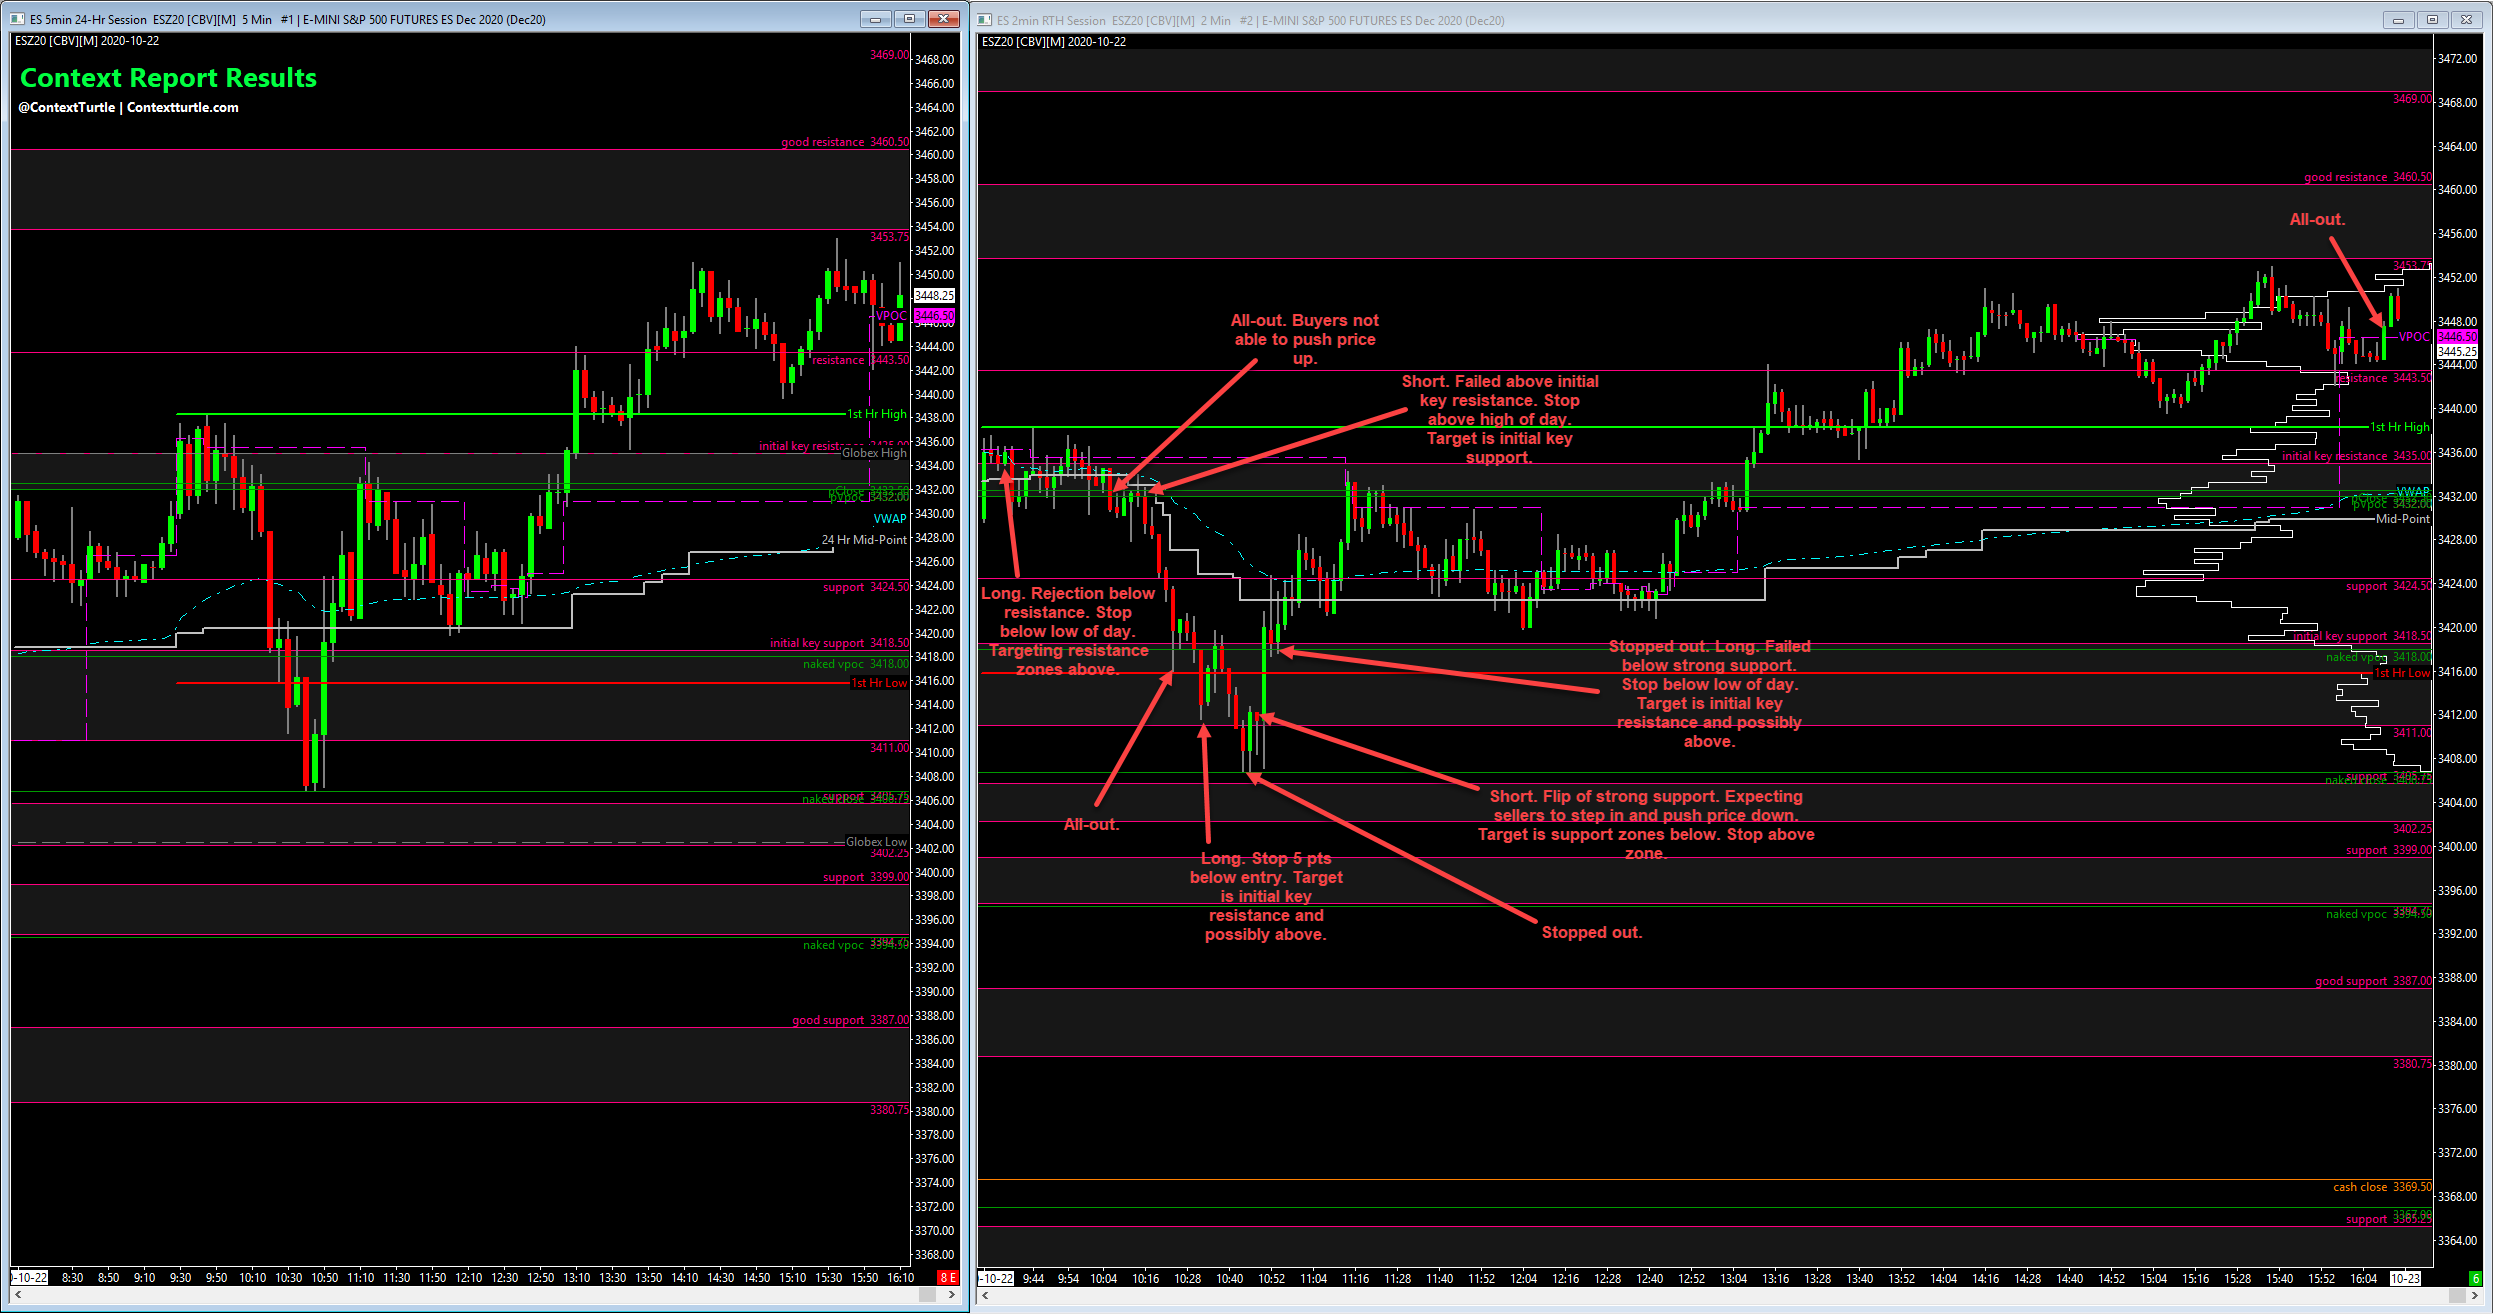 ES 5min 24-Hr Session ESZ20 [CBV][M] 5 Min #1 | E-MINI S&P 500 FUTURES ES Dec 2020 (Dec20)
ESZ20 [CBV][M] 2020-10-22
Context Report Results
@ContextTurtle | Contextturtle.com
3469.00
good resistance 3460.50
3453.75
VPOC
resistance 3443.50
1st Hr High
initial key resistance
Globex High
pVpoc 3432.00
VWAP
24 Hr Mid-Point
support 3424.50
initial key support 3418.50
naked vpoc 3418.00
1st Hr Low
3411.00
Globex Low
3402.25
support 3399.00
naked vpoc 3394.50
good support 3387.00
3380.75
3468.00
3466.00
3464.00
3462.00
3460.00
3458.00
3456.00
3454.00
3452.00
3450.00
3448.25
3446.50
3446.00
3444.00
3442.00
3440.00
3438.00
3436.00
3434.00
3432.00
3430.00
3428.00
3426.00
3424.00
3422.00
3420.00
3418.00
3416.00
3414.00
3412.00
3410.00
3408.00
3406.00
3404.00
3402.00
3400.00
3398.00
3396.00
3394.00
3392.00
3390.00
3388.00
3386.00
3384.00
3382.00
3380.00
3378.00
3376.00
3374.00
3372.00
3370.00
3368.00
0-10-22 8:30 8:50 9:10 9:30 9:50 10:10 10:30 10:50 11:10 11:30 11:50 12:10 12:30 12:50 13:10 13:30 13:50 14:10 14:30 14:50 15:10 15:30 15:50 16:10 8 E
ES 2min RTH Session ESZ20 [CBV][M] 2 Min #2 | E-MINI S&P 500 FUTURES ES Dec 2020 (Dec20)
ESZ20 [CBV][M] 2020-10-22
3469.00
good resistance 3460.50
All-out.
3453.75
All-out. Buyers not
able to push price
up.
VPOC
resistance 3443.50
Short. Failed above initial
key resistance. Stop
above high of day.
Target is initial key
support.
1st Hr High
initial key resistance 3435.00
VWAP
pVpoc 3432.00
Mid-Point
support 3424.50
Long. Rejection below
resistance. Stop
below low of day.
Targeting resistance
zones above.
initial key support 3418.50
naked vpoc 3418.00
1st Hr Low
Stopped out. Long. Failed
below strong support.
Stop below low of day.
Target is initial key
resistance and possibly
above.
3411.00
Short. Flip of strong support. Expecting
sellers to step in and push price down.
Target is support zones below. Stop above
zone.
All-out.
3402.25
support 3399.00
Long. Stop 5 pts
below entry. Target
is initial key
resistance and
possibly above.
Stopped out.
naked vpoc 3394.50
good support 3387.00
3380.75
cash close 3369.50
3367.00
support 3365.25
3472.00
3468.00
3464.00
3460.00
3456.00
3452.00
3448.00
3446.50
3445.25
3444.00
3440.00
3436.00
3432.00
3428.00
3424.00
3420.00
3416.00
3412.00
3408.00
3404.00
3400.00
3396.00
3392.00
3388.00
3384.00
3380.00
3376.00
3372.00
3368.00
3364.00
0-10-22 9:44 9:54 10:04 10:16 10:28 10:40 10:52 11:04 11:16 11:28 11:40 11:52 12:04 12:16 12:28 12:40 12:52 13:04 13:16 13:28 13:40 13:52 14:04 14:16 14:28 14:40 14:52 15:04 15:16 15:28 15:40 15:52 16:04 10-23 6